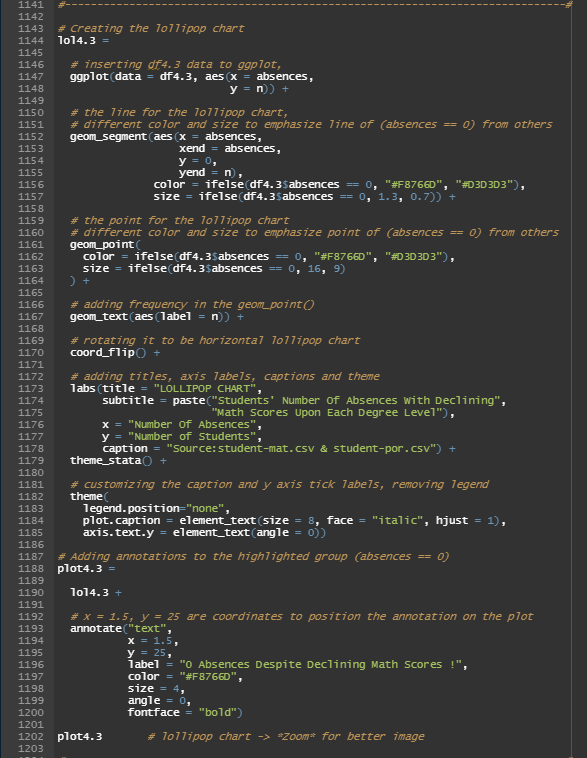 1141 #------------------------------------------------------------------------------#
1142
1143 # Creating the lollipop chart
1144 lol4.3 =
1145
1146   # inserting df4.3 data to ggplot,
1147   ggplot(data = df4.3, aes(x = absences,
1148                            y = n)) +
1149
1150   # the line for the lollipop chart,
1151   # different color and size to emphasize line of (absences == 0) from others
1152   geom_segment(aes(x = absences,
1153                    xend = absences,
1154                    y = 0,
1155                    yend = n),
1156                color = ifelse(df4.3$absences == 0, "#F8766D", "#D3D3D3"),
1157                size = ifelse(df4.3$absences == 0, 1.3, 0.7)) +
1158
1159   # the point for the lollipop chart
1160   # different color and size to emphasize point of (absences == 0) from others
1161   geom_point(
1162     color = ifelse(df4.3$absences == 0, "#F8766D", "#D3D3D3"),
1163     size = ifelse(df4.3$absences == 0, 16, 9)
1164   ) +
1165
1166   # adding frequency in the geom_point()
1167   geom_text(aes(label = n)) +
1168
1169   # rotating it to be horizontal lollipop chart
1170   coord_flip() +
1171
1172   # adding titles, axis labels, captions and theme
1173   labs(title = "LOLLIPOP CHART",
1174        subtitle = paste("Students' Number Of Absences With Declining",
1175                         "Math Scores Upon Each Degree Level"),
1176        x = "Number Of Absences",
1177        y = "Number of Students",
1178        caption = "Source:student-mat.csv & student-por.csv") +
1179   theme_stata() +
1180
1181   # customizing the caption and y axis tick labels, removing legend
1182   theme(
1183     legend.position="none",
1184     plot.caption = element_text(size = 8, face = "italic", hjust = 1),
1185     axis.text.y = element_text(angle = 0))
1186
1187 # Adding annotations to the highlighted group (absences == 0)
1188 plot4.3 =
1189
1190   lol4.3 +
1191
1192   # x = 1.5, y = 25 are coordinates to position the annotation on the plot
1193   annotate("text",
1194            x = 1.5,
1195            y = 25,
1196            label = "0 Absences Despite Declining Math Scores !",
1197            color = "#F8766D",
1198            size = 4,
1199            angle = 0,
1200            fontface = "bold")
1201
1202 plot4.3       # lollipop chart -> *Zoom* for better image
1203